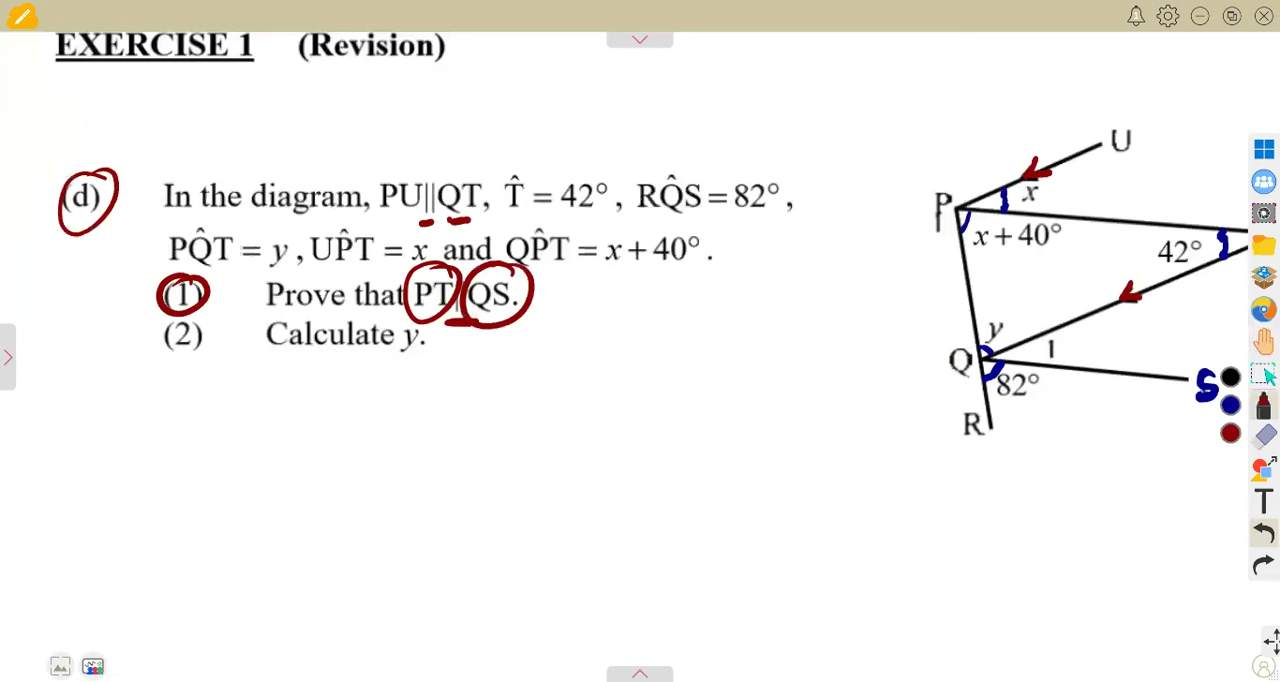 EXERCISE 1 (Revision)
(d) In the diagram, PU||QT, T̂ = 42°, RQ̂S = 82°,
PQ̂T = y, UP̂T = x and QP̂T = x + 40°.
(1) Prove that PT||QS.
(2) Calculate y.
U
x
P
x + 40°
42°
y
Q
1
82°
S
R
T